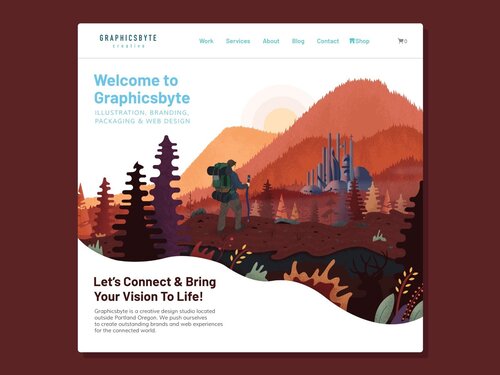 GRAPHICSBYTE
creative
Work Services About Blog Contact Shop 0
Welcome to
Graphicsbyte
ILLUSTRATION, BRANDING,
PACKAGING & WEB DESIGN
Let's Connect & Bring
Your Vision To Life!
Graphicsbyte is a creative design studio located
outside Portland Oregon. We push ourselves
to create outstanding brands and web experiences
for the connected world.